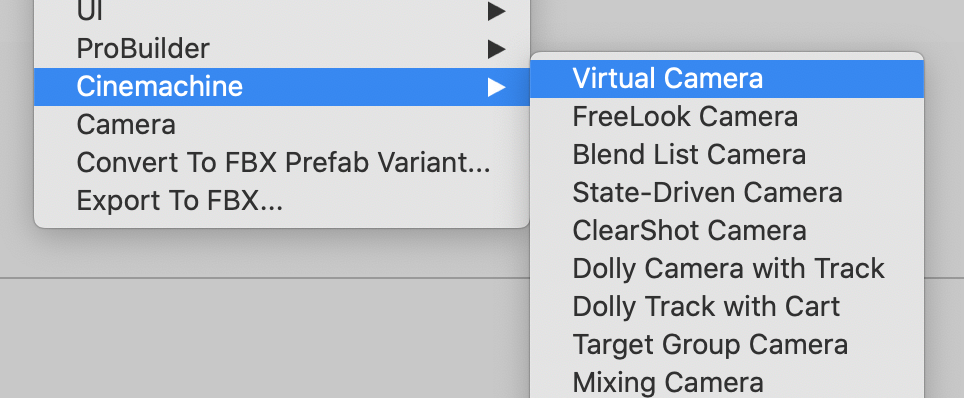 UI
ProBuilder
Cinemachine
Camera
Convert To FBX Prefab Variant...
Export To FBX...
Virtual Camera
FreeLook Camera
Blend List Camera
State-Driven Camera
ClearShot Camera
Dolly Camera with Track
Dolly Track with Cart
Target Group Camera
Mixing Camera